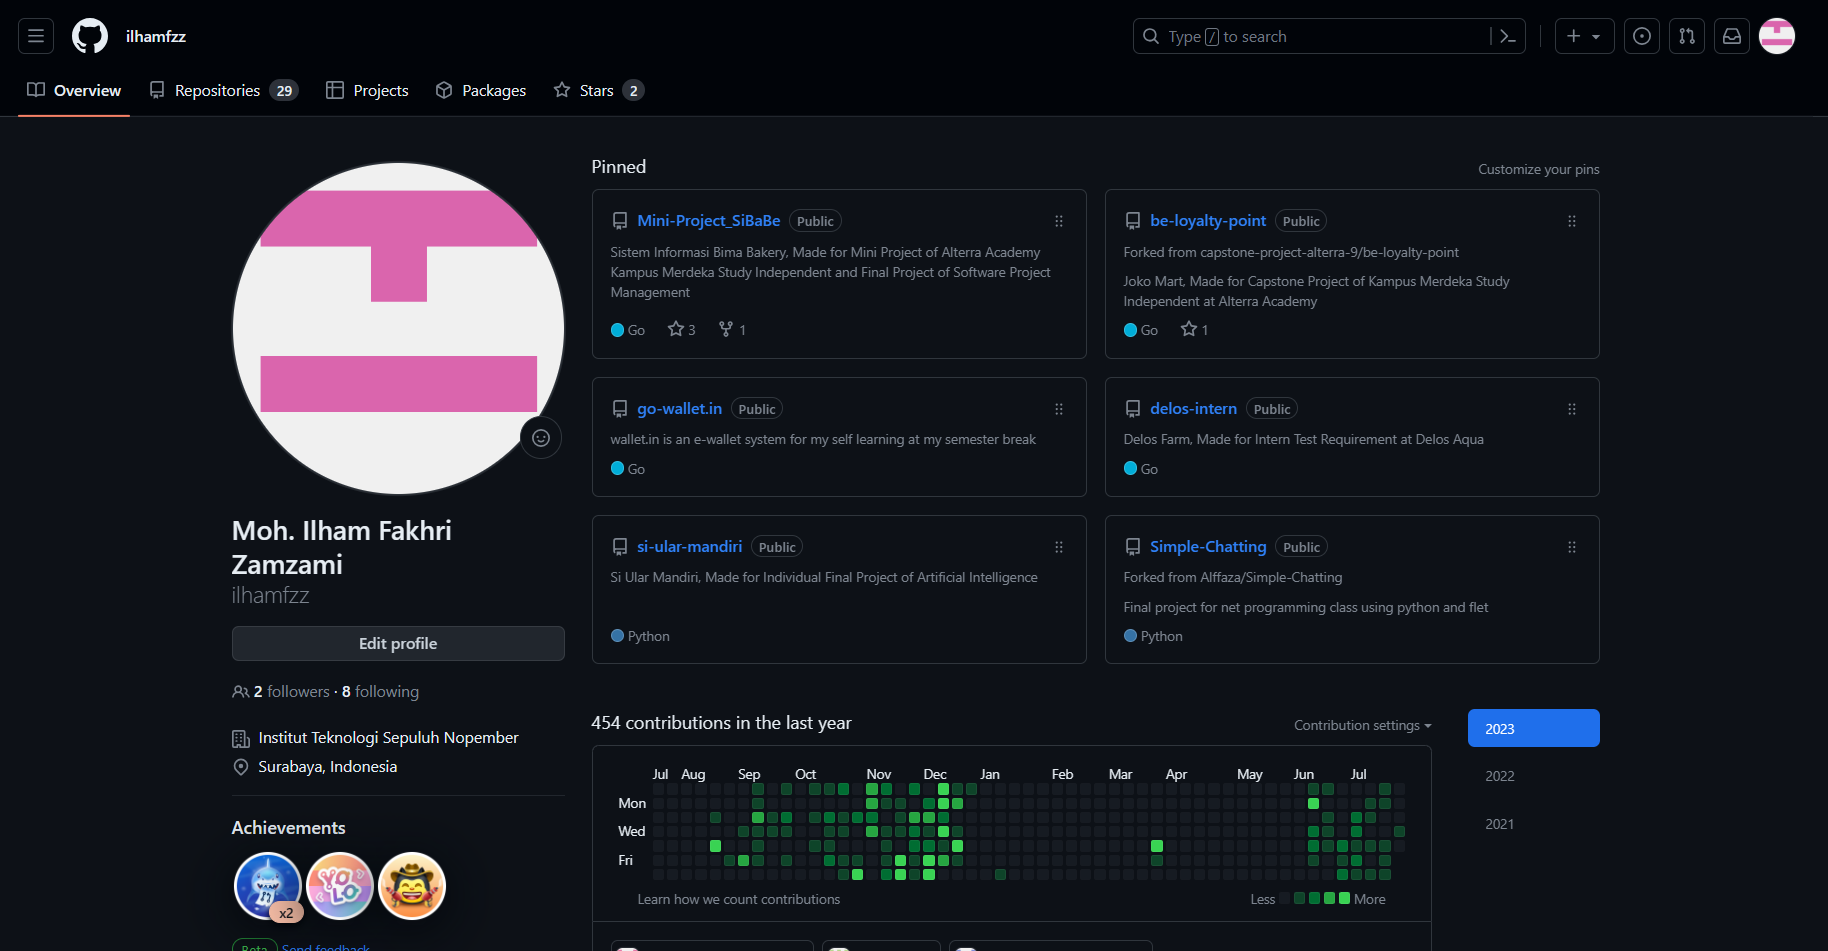 ilhamfzz
Type / to search
Overview
Repositories 29
Projects
Packages
Stars 2
Moh. Ilham Fakhri
Zamzami
ilhamfzz
Edit profile
2 followers · 8 following
Institut Teknologi Sepuluh Nopember
Surabaya, Indonesia
Achievements
YOLO
x2
Beta Send feedback
Pinned
Customize your pins
Mini-Project_SiBaBe Public
Sistem Informasi Bima Bakery, Made for Mini Project of Alterra Academy
Kampus Merdeka Study Independent and Final Project of Software Project
Management
Go 3 1
be-loyalty-point Public
Forked from capstone-project-alterra-9/be-loyalty-point
Joko Mart, Made for Capstone Project of Kampus Merdeka Study
Independent at Alterra Academy
Go 1
go-wallet.in Public
wallet.in is an e-wallet system for my self learning at my semester break
Go
delos-intern Public
Delos Farm, Made for Intern Test Requirement at Delos Aqua
Go
si-ular-mandiri Public
Si Ular Mandiri, Made for Individual Final Project of Artificial Intelligence
Python
Simple-Chatting Public
Forked from Alffaza/Simple-Chatting
Final project for net programming class using python and flet
Python
454 contributions in the last year
Contribution settings
2023
2022
2021
Jul Aug Sep Oct Nov Dec Jan Feb Mar Apr May Jun Jul
Mon
Wed
Fri
Learn how we count contributions
Less More